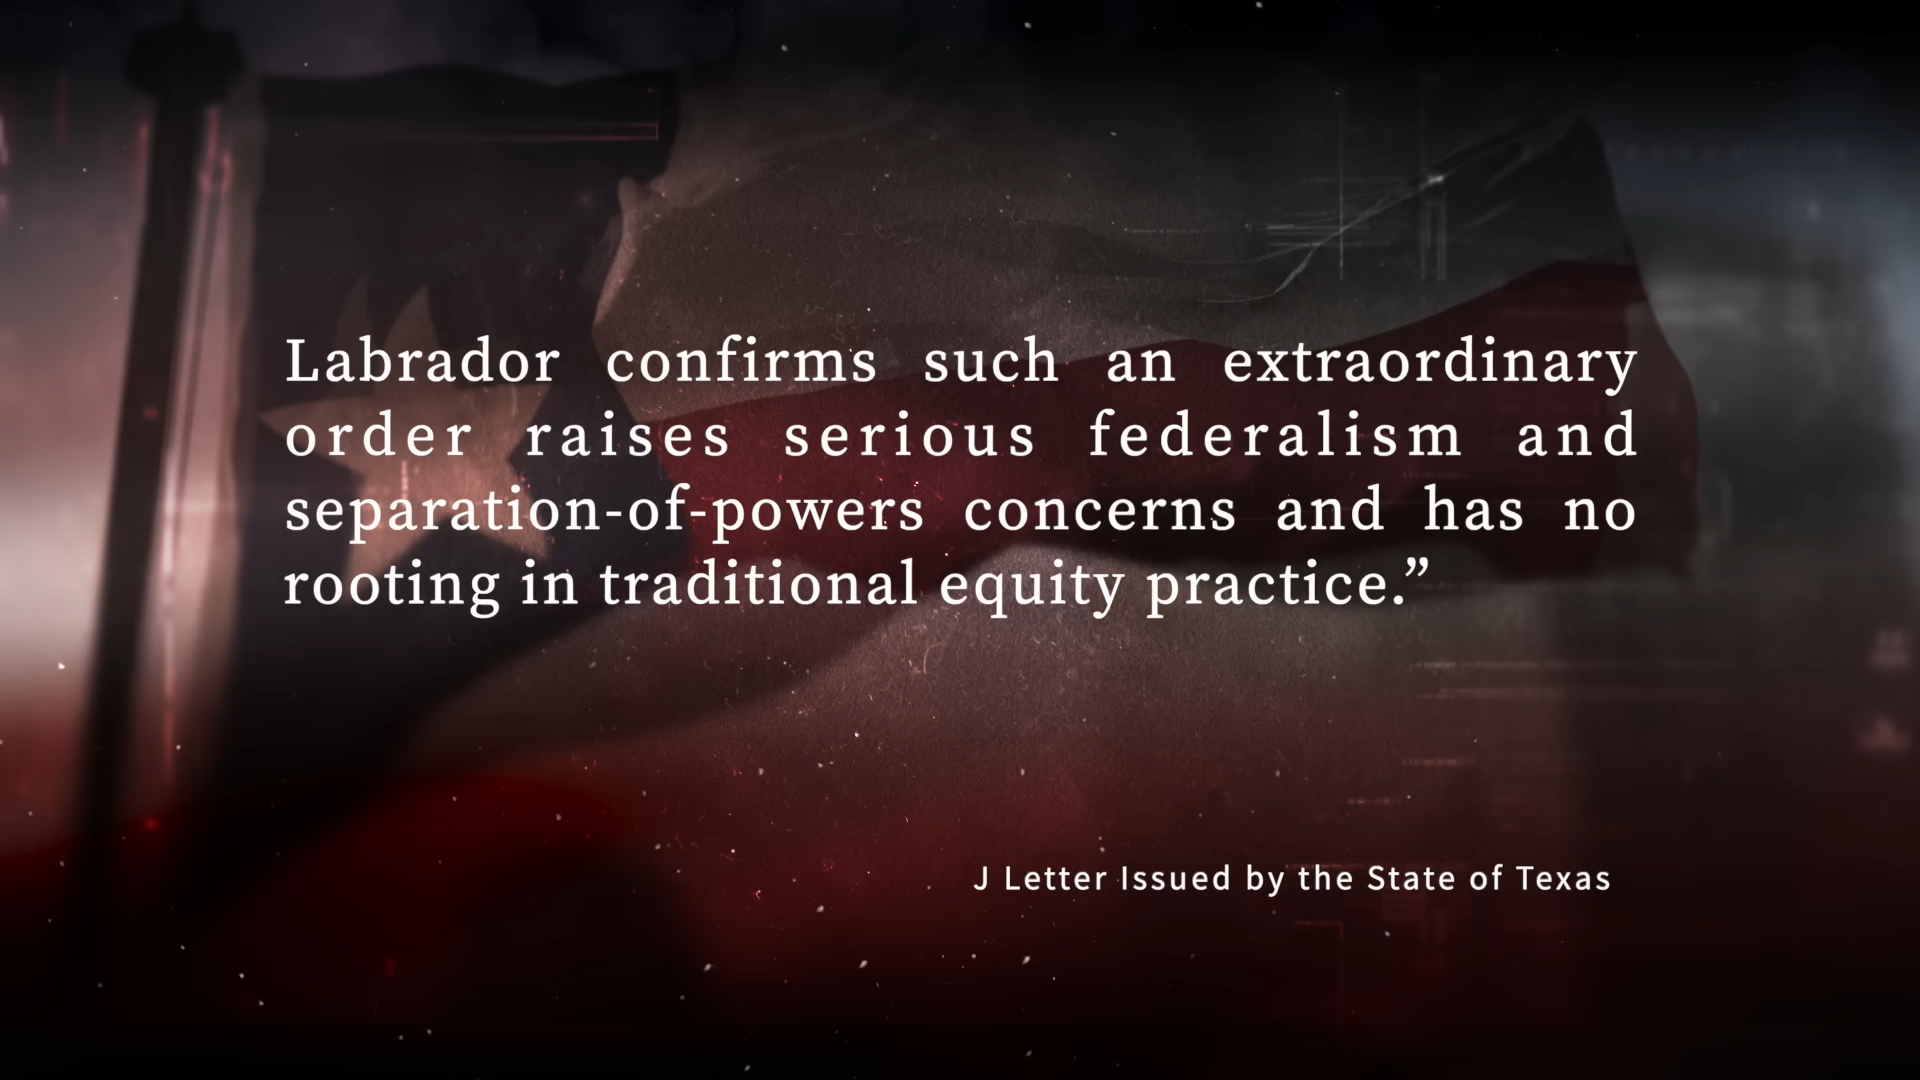 Labrador confirms such an extraordinary
order raises serious federalism and
separation-of-powers concerns and has no
rooting in traditional equity practice.”
J Letter Issued by the State of Texas